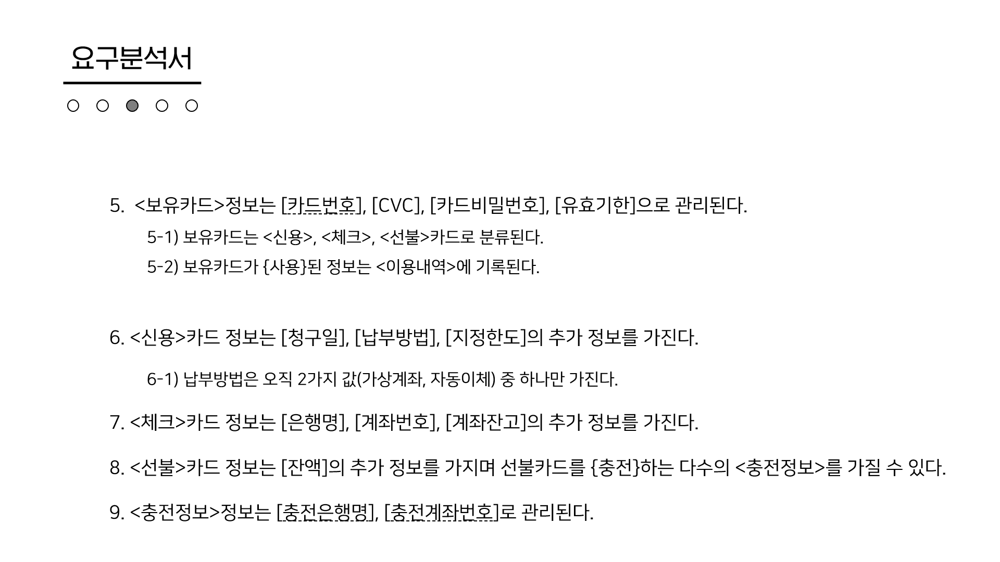 요구분석서
5. <보유카드>정보는 [카드번호], [CVC], [카드비밀번호], [유효기한]으로 관리된다.
5-1) 보유카드는 <신용>, <체크>, <선불>카드로 분류된다.
5-2) 보유카드가 {사용}된 정보는 <이용내역>에 기록된다.
6. <신용>카드 정보는 [청구일], [납부방법], [지정한도]의 추가 정보를 가진다.
6-1) 납부방법은 오직 2가지 값(가상계좌, 자동이체) 중 하나만 가진다.
7. <체크>카드 정보는 [은행명], [계좌번호], [계좌잔고]의 추가 정보를 가진다.
8. <선불>카드 정보는 [잔액]의 추가 정보를 가지며 선불카드를 {충전}하는 다수의 <충전정보>를 가질 수 있다.
9. <충전정보>정보는 [충전은행명], [충전계좌번호]로 관리된다.